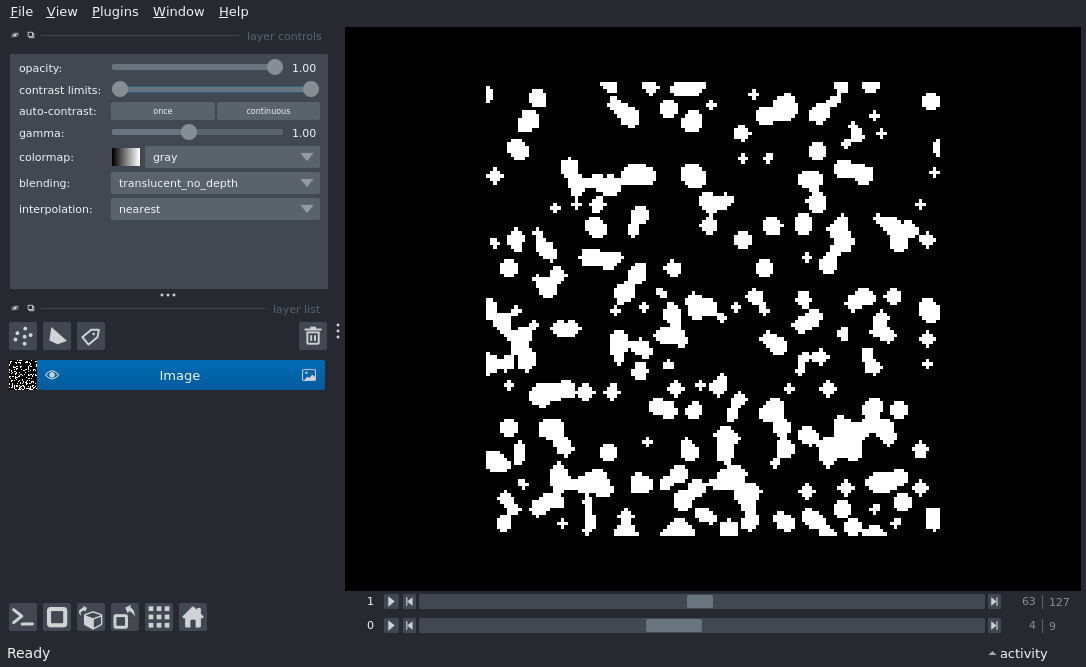 File View Plugins Window Help
layer controls
opacity: 1.00
contrast limits:
auto-contrast: once continuous
gamma: 1.00
colormap: gray
blending: translucent_no_depth
interpolation: nearest
layer list
Image
1 63 127
0 4 9
Ready activity